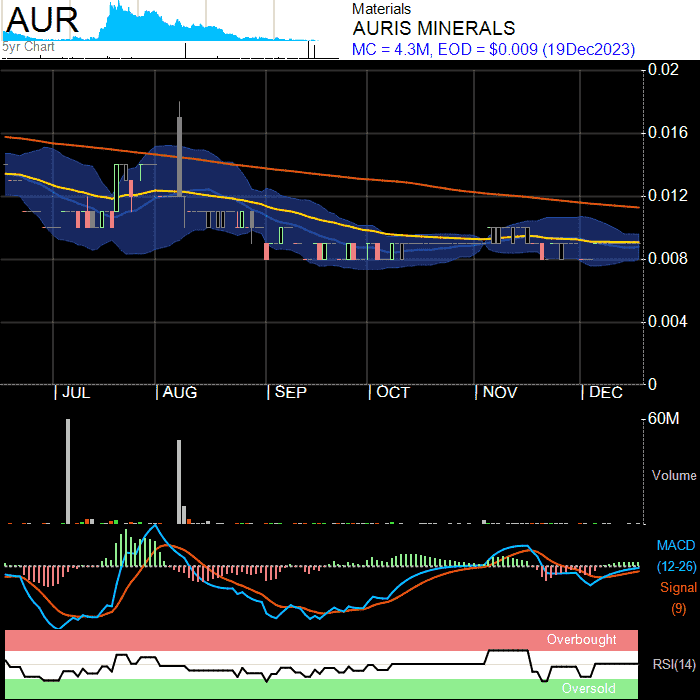 AUR
5yr Chart
Materials
AURIS MINERALS
MC = 4.3M, EOD = $0.009 (19Dec2023)
0.02
0.016
0.012
0.008
0.004
0
JUL AUG SEP OCT NOV DEC
60M
Volume
MACD
(12-26)
Signal
(9)
Overbought
RSI(14)
Oversold